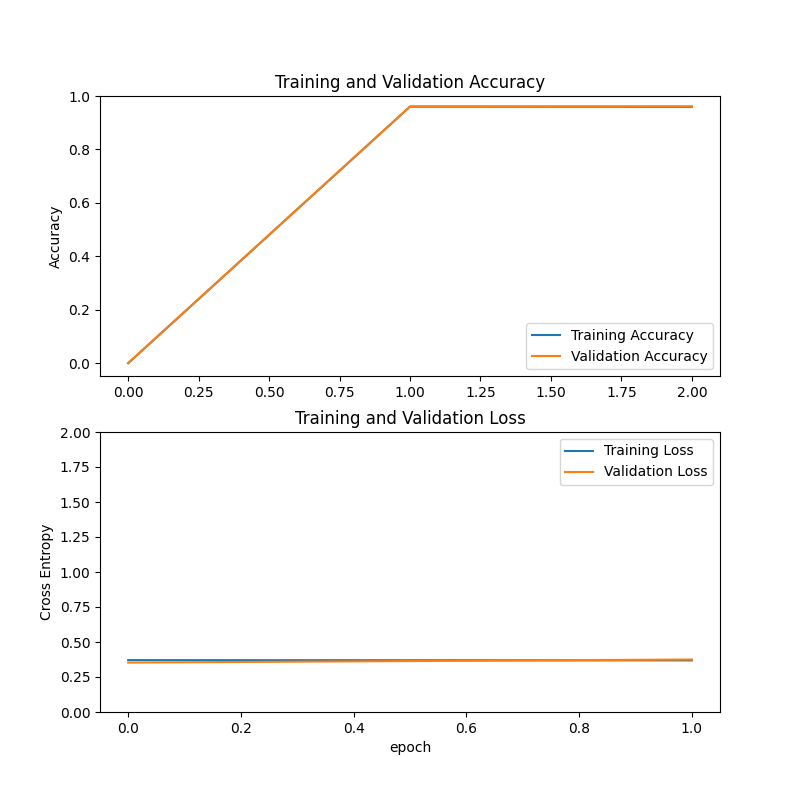 Training and Validation Accuracy
1.0
0.8
0.6
0.4
0.2
0.0
Accuracy
Training Accuracy
Validation Accuracy
0.00 0.25 0.50 0.75 1.00 1.25 1.50 1.75 2.00
Training and Validation Loss
2.00
1.75
1.50
1.25
1.00
0.75
0.50
0.25
0.00
Cross Entropy
Training Loss
Validation Loss
0.0 0.2 0.4 0.6 0.8 1.0
epoch